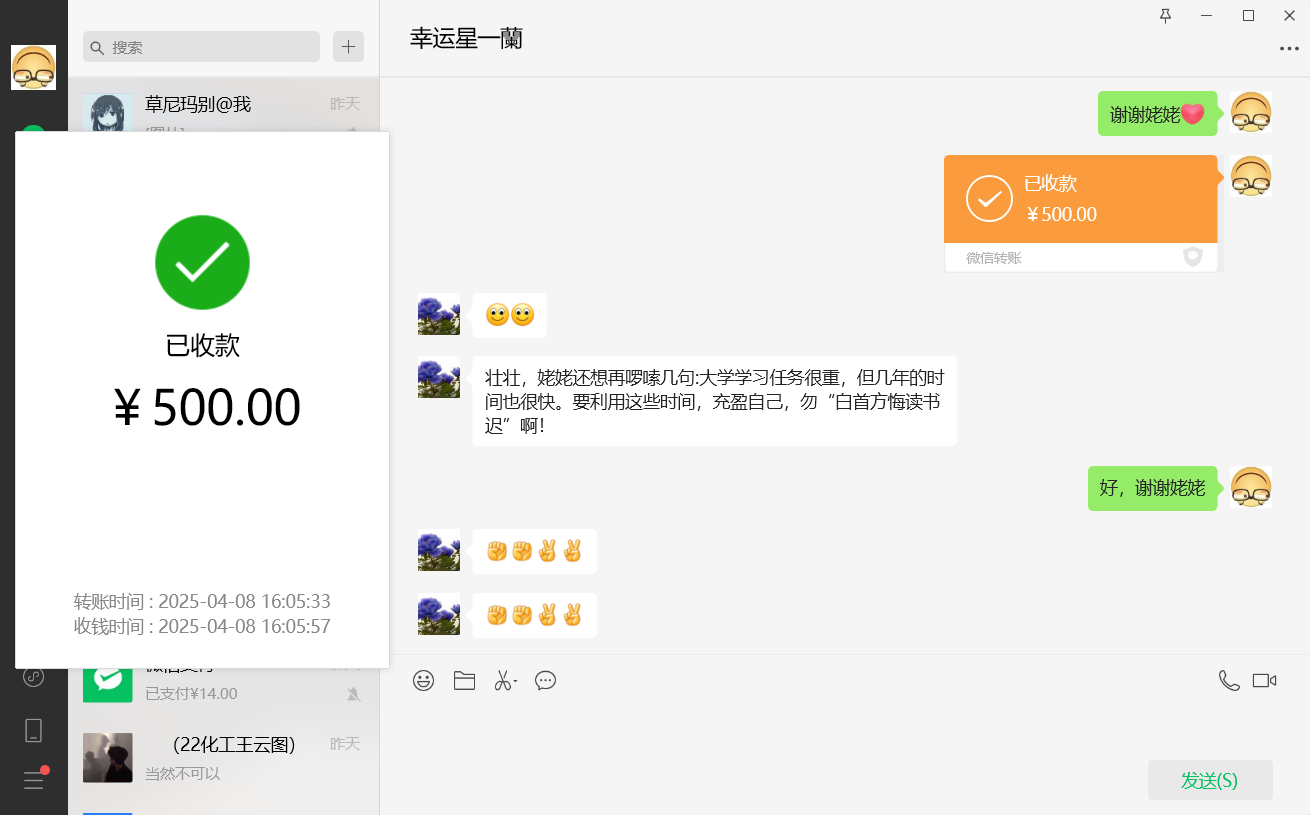 搜索
草尼玛别@我
昨天
已收款
￥500.00
转账时间 : 2025-04-08 16:05:33
收钱时间 : 2025-04-08 16:05:57
已支付¥14.00
（22化工王云图）
昨天
当然不可以
幸运星一蘭
谢谢姥姥
已收款
￥500.00
微信转账
壮壮，姥姥还想再啰嗦几句:大学学习任务很重，但几年的时
间也很快。要利用这些时间，充盈自己，勿“白首方悔读书
迟”啊！
好，谢谢姥姥
发送(S)